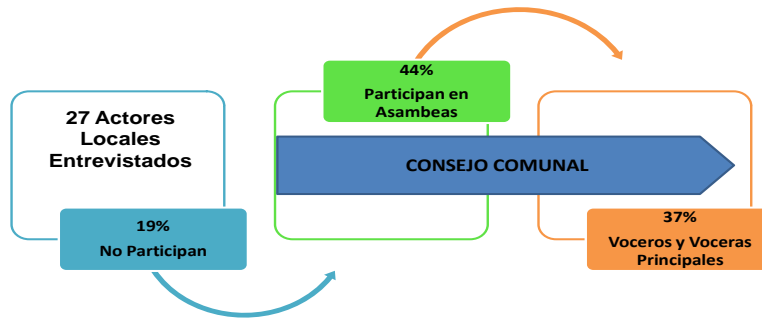 27 Actores
Locales
Entrevistados
19%
No Participan
44%
Participan en
Asambeas
CONSEJO COMUNAL
37%
Voceros y Voceras
Principales